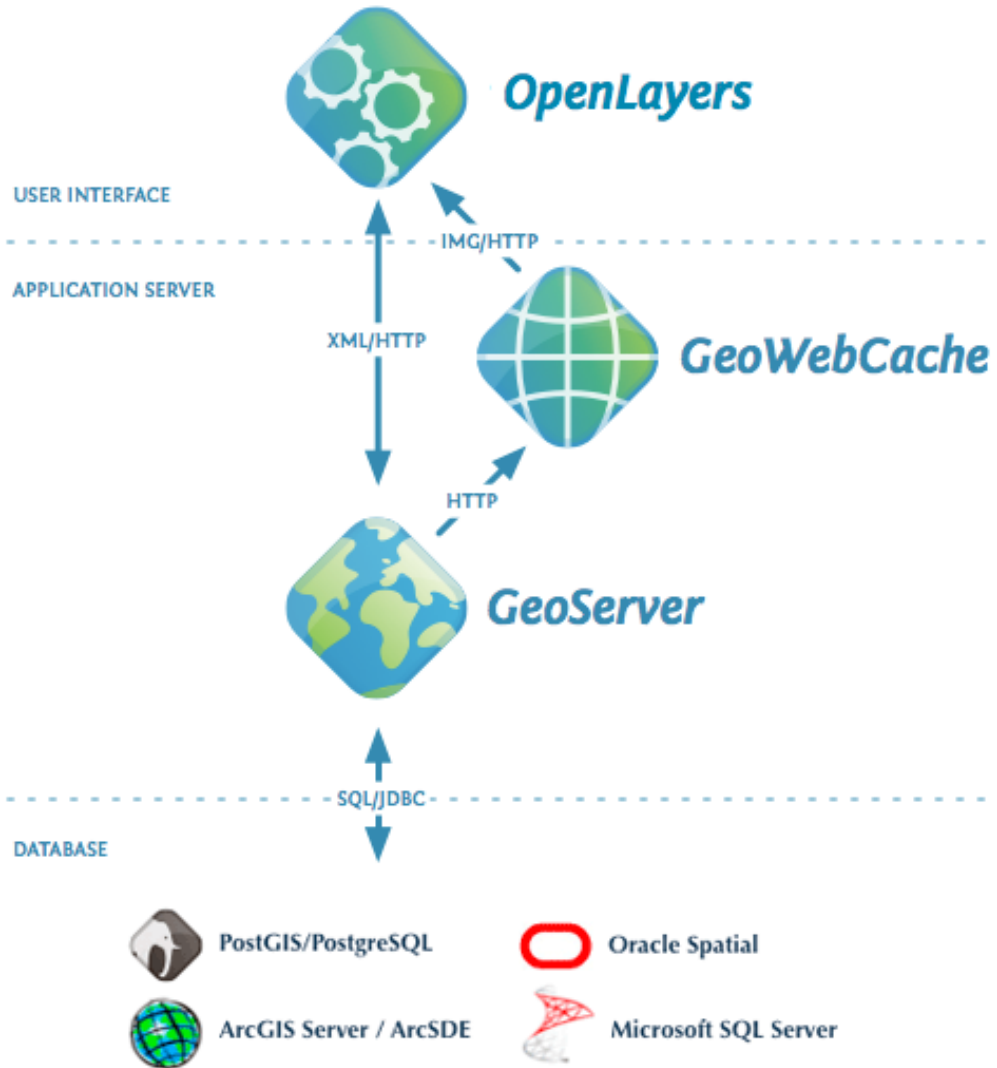 OpenLayers
USER INTERFACE
IMG/HTTP
APPLICATION SERVER
XML/HTTP
GeoWebCache
HTTP
GeoServer
SQL/JDBC
DATABASE
PostGIS/PostgreSQL
Oracle Spatial
ArcGIS Server / ArcSDE
Microsoft SQL Server